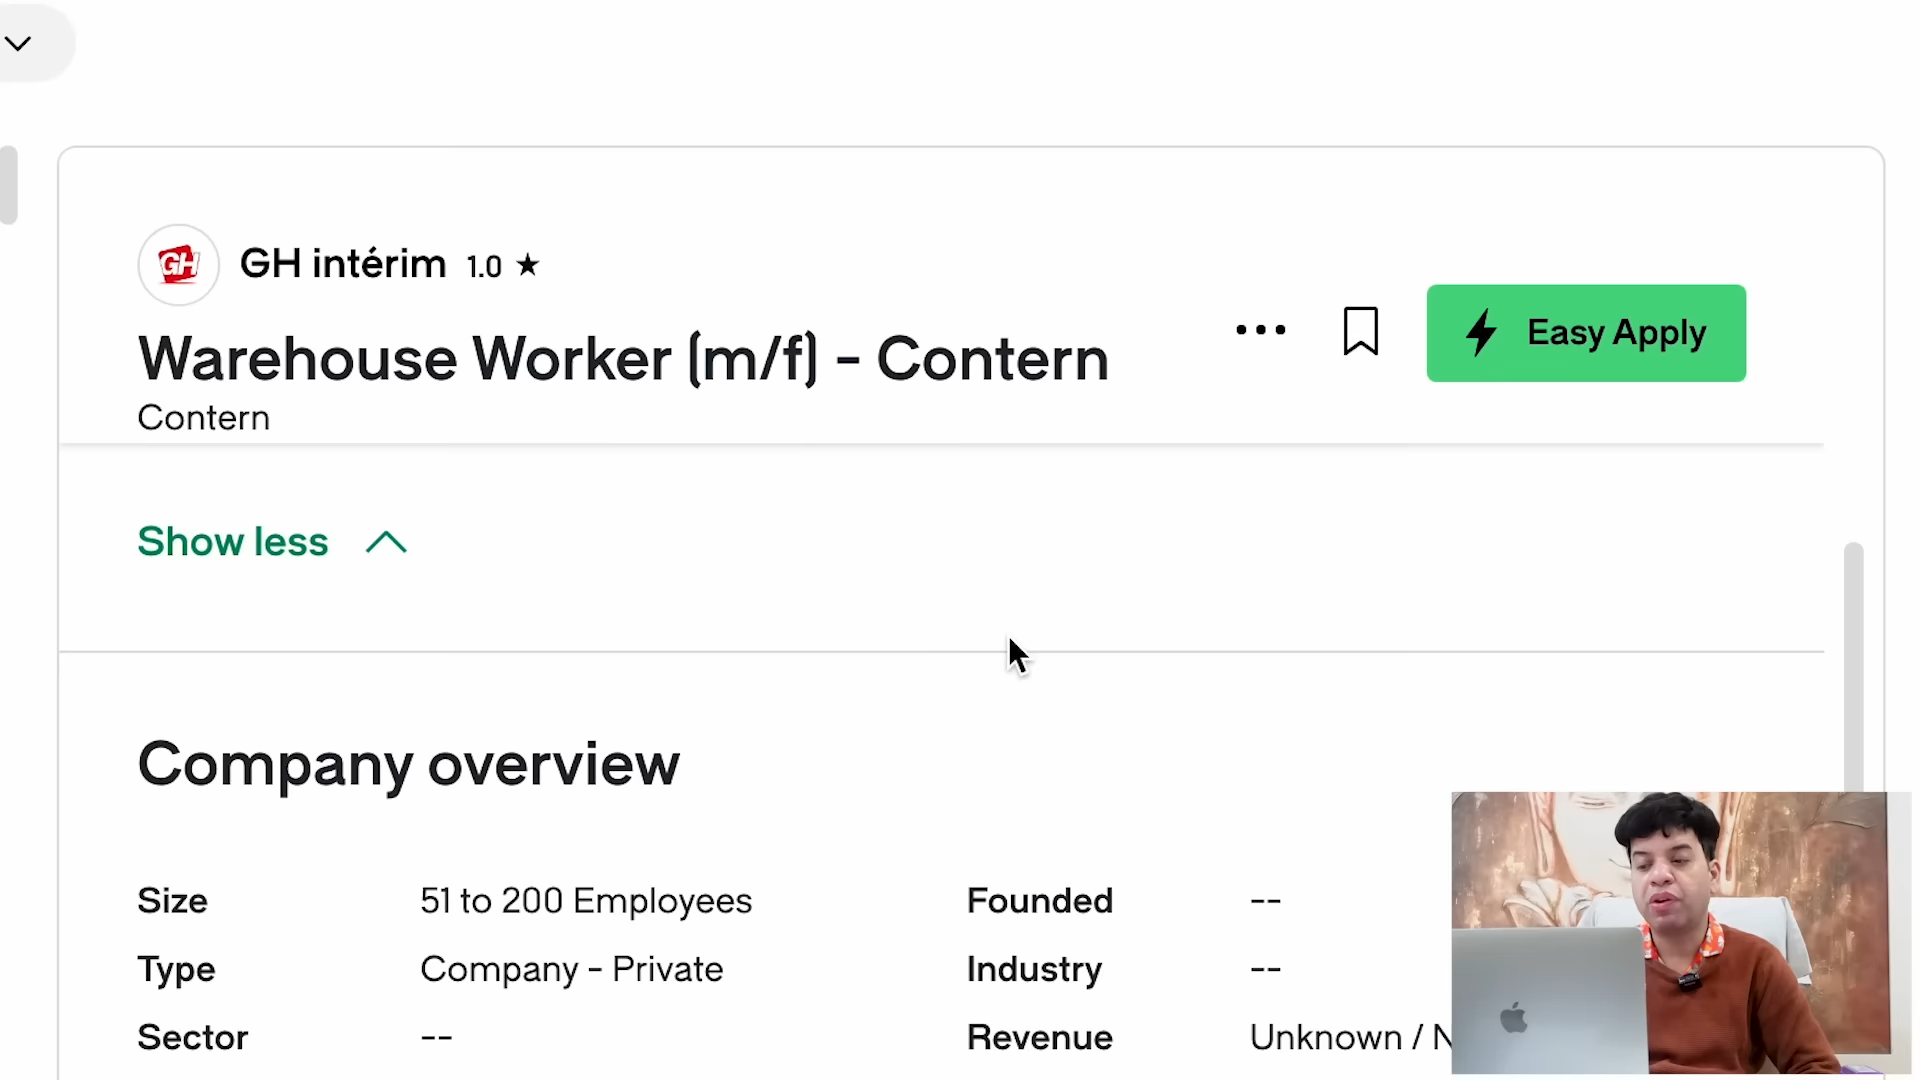 GH
GH intérim 1.0 ★
Warehouse Worker (m/f) - Contern
Contern
Easy Apply
Show less
Company overview
Size 51 to 200 Employees Founded --
Type Company - Private Industry --
Sector -- Revenue Unknown / N